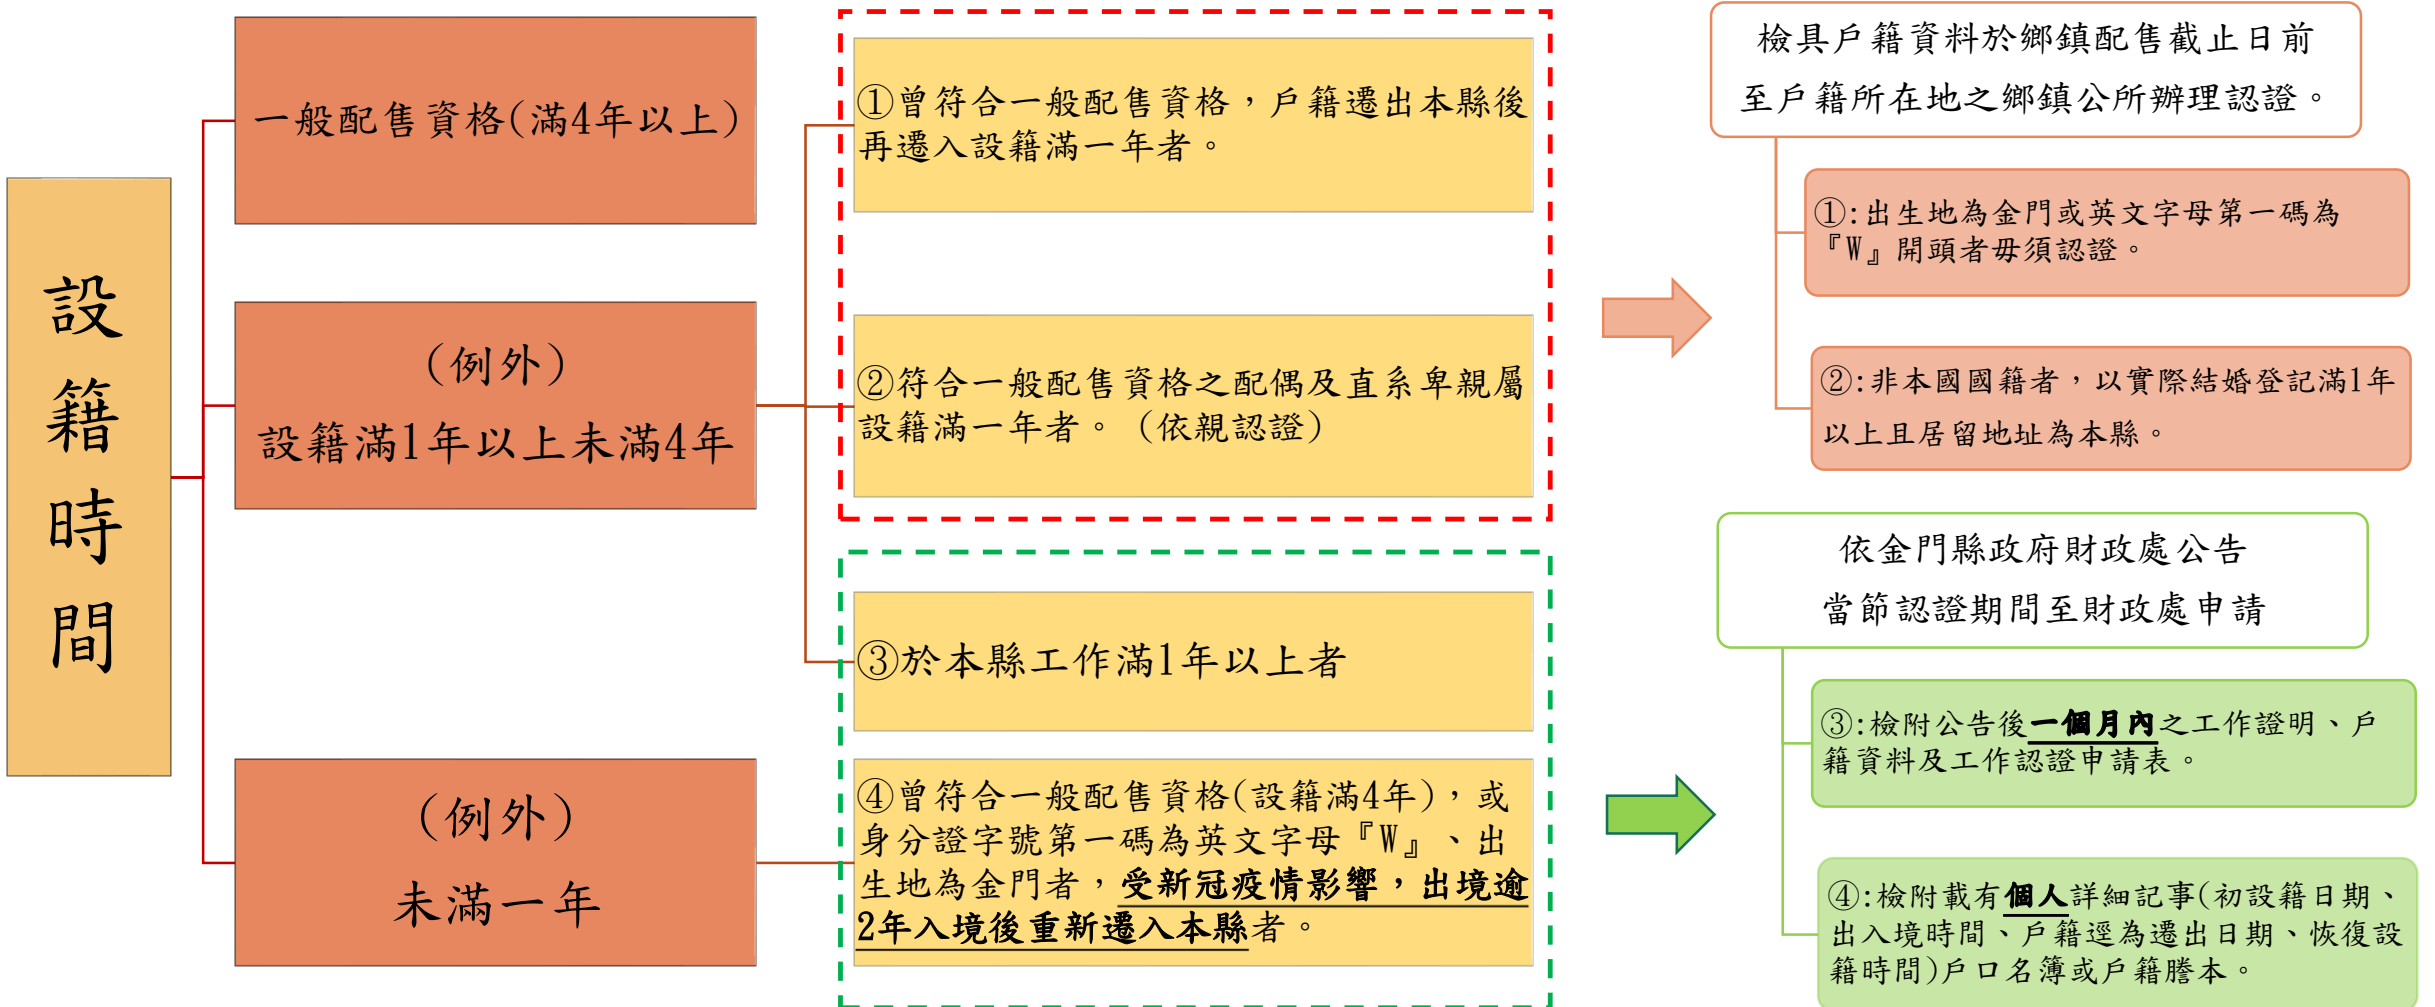 設籍時間
一般配售資格(滿4年以上)
(例外)
設籍滿1年以上未滿4年
(例外)
未滿一年
①曾符合一般配售資格，戶籍遷出本縣後
再遷入設籍滿一年者。
②符合一般配售資格之配偶及直系卑親屬
設籍滿一年者。（依親認證）
③於本縣工作滿1年以上者
④曾符合一般配售資格(設籍滿4年)，或
身分證字號第一碼為英文字母『W』、出
生地為金門者，受新冠疫情影響，出境逾
2年入境後重新遷入本縣者。
檢具戶籍資料於鄉鎮配售截止日前
至戶籍所在地之鄉鎮公所辦理認證。
①:出生地為金門或英文字母第一碼為
『W』開頭者毋須認證。
②:非本國國籍者，以實際結婚登記滿1年
以上且居留地址為本縣。
依金門縣政府財政處公告
當節認證期間至財政處申請
③:檢附公告後一個月內之工作證明、戶
籍資料及工作認證申請表。
④:檢附載有個人詳細記事(初設籍日期、
出入境時間、戶籍逕為遷出日期、恢復設
籍時間)戶口名簿或戶籍謄本。